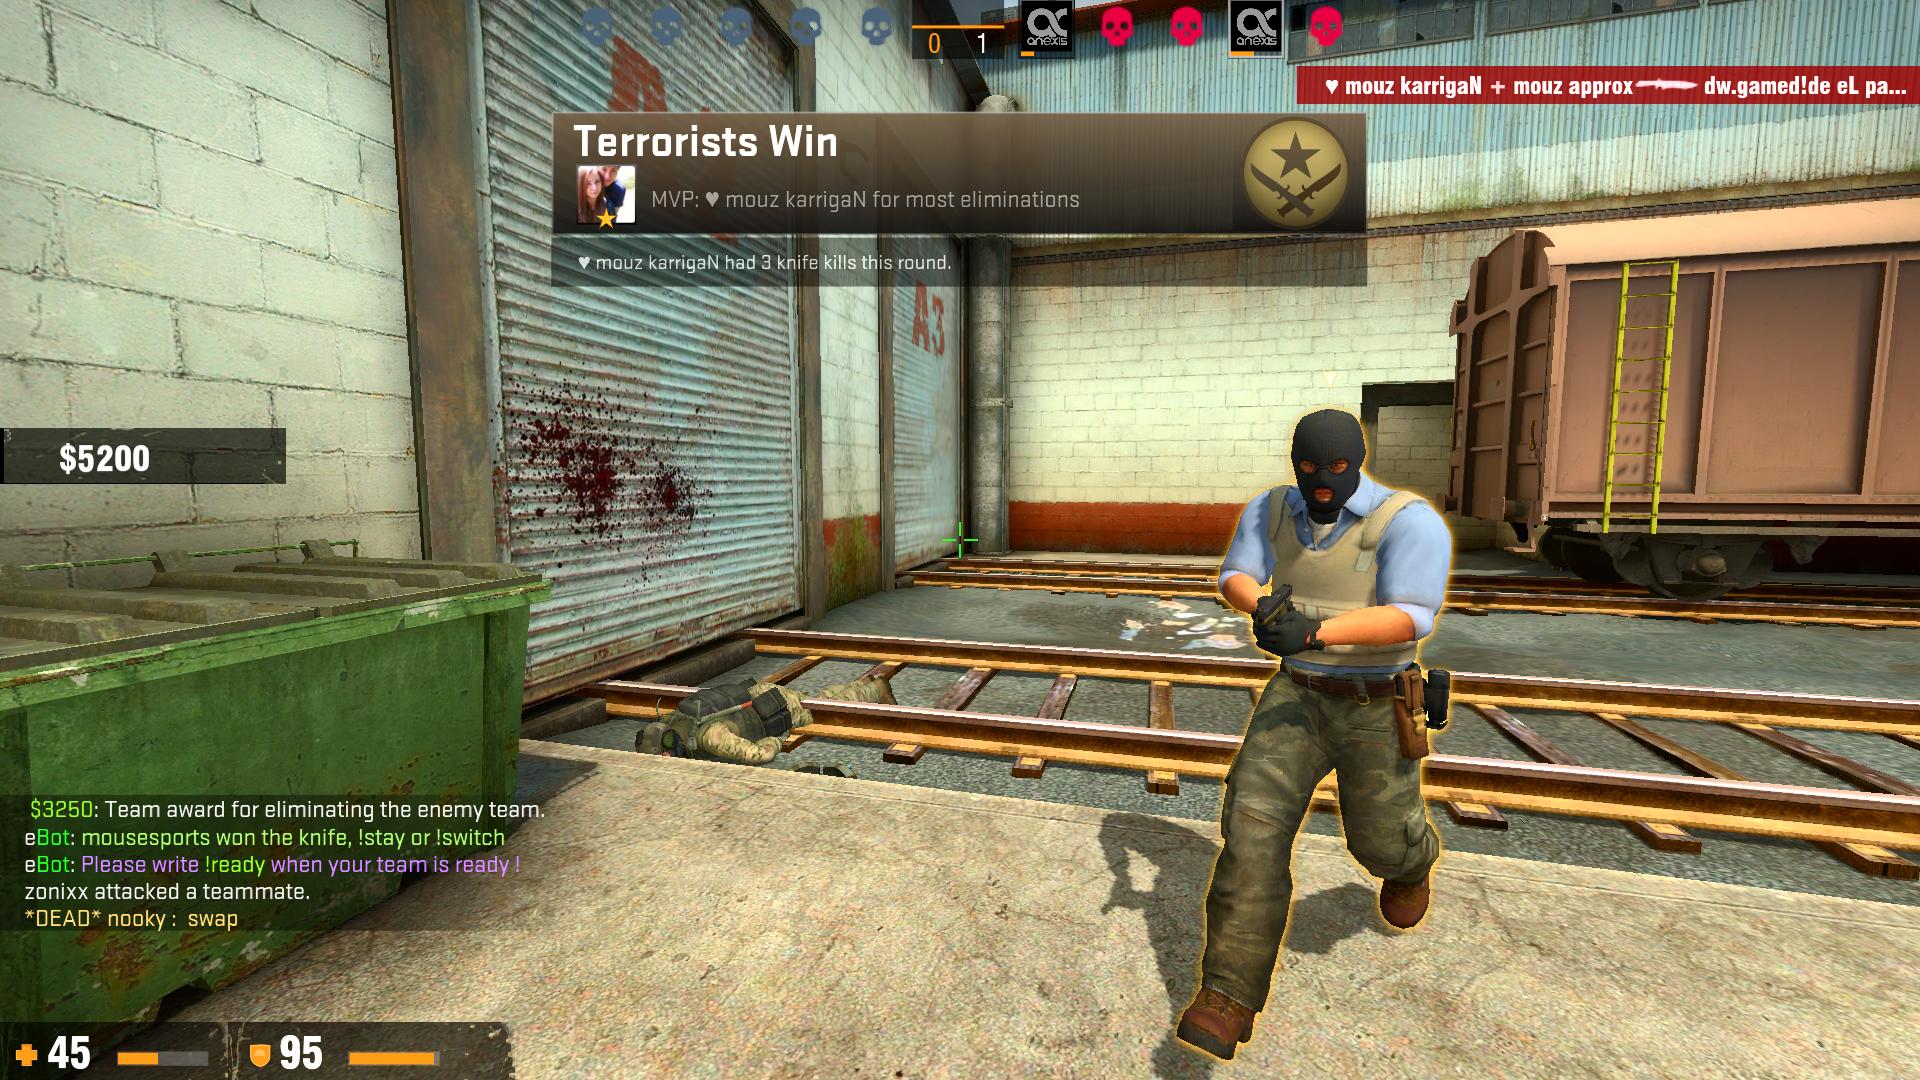 0 1
anexis
anexis
♥ mouz karrigaN + mouz approx dw.gamed!de eL pa...
Terrorists Win
MVP: ♥ mouz karrigaN for most eliminations
♥ mouz karrigaN had 3 knife kills this round.
A3
$5200
$3250: Team award for eliminating the enemy team.
eBot: mousesports won the knife, !stay or !switch
eBot: Please write !ready when your team is ready !
zonixx attacked a teammate.
*DEAD* nooky : swap
45 95